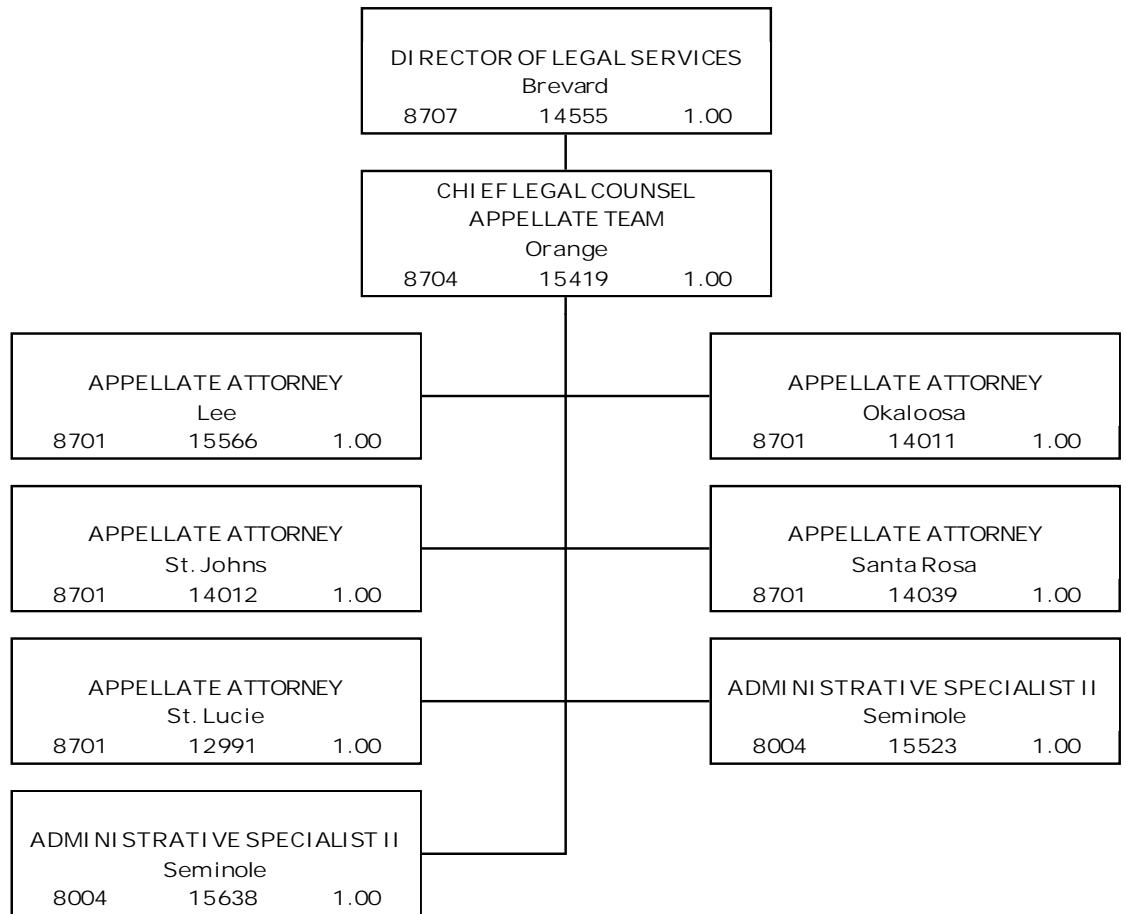 DIRECTOR OF LEGAL SERVICES
Brevard
8707 14555 1.00
CHIEF LEGAL COUNSEL
APPELLATE TEAM
Orange
8704 15419 1.00
APPELLATE ATTORNEY
Lee
8701 15566 1.00
APPELLATE ATTORNEY
Okaloosa
8701 14011 1.00
APPELLATE ATTORNEY
St. Johns
8701 14012 1.00
APPELLATE ATTORNEY
Santa Rosa
8701 14039 1.00
APPELLATE ATTORNEY
St. Lucie
8701 12991 1.00
ADMINISTRATIVE SPECIALIST II
Seminole
8004 15523 1.00
ADMINISTRATIVE SPECIALIST II
Seminole
8004 15638 1.00